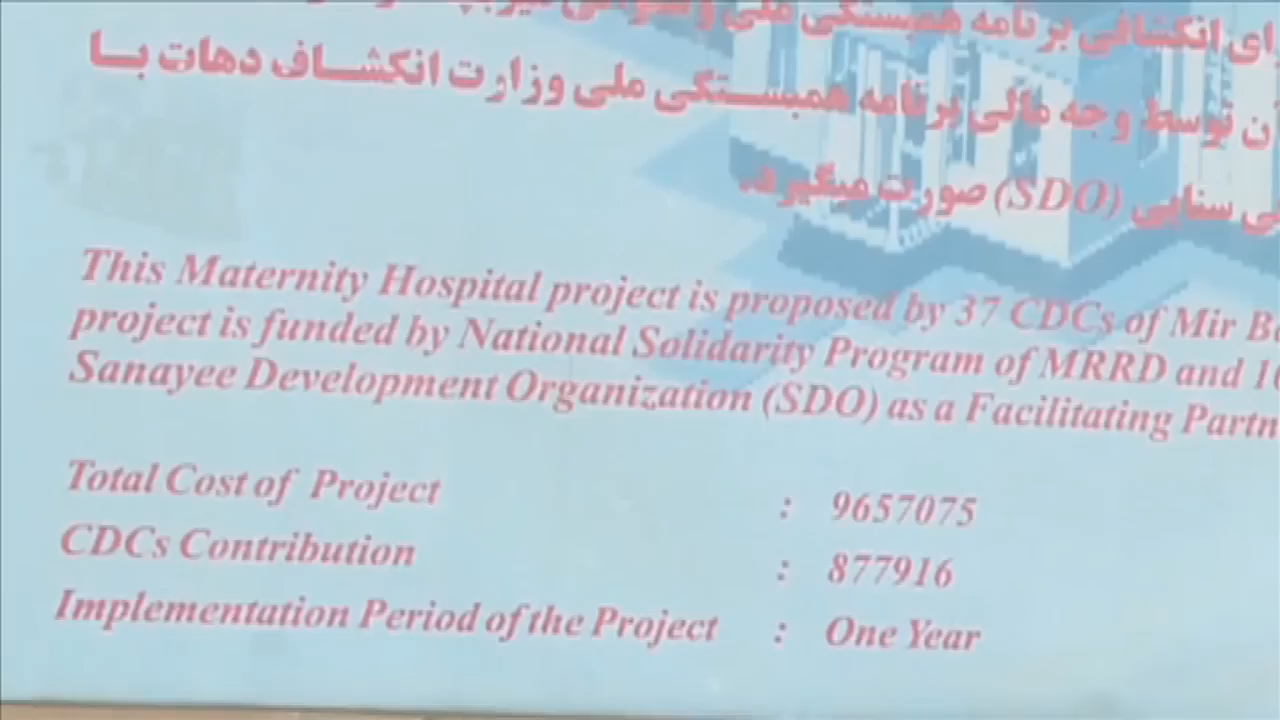 انکشافی برنامه همبستگی ملی
آن توسط وجه مالی برنامه همبستگی ملی وزارت انکشاف دهات با
سنایی (SDO) صورت میگیرد.
This Maternity Hospital project is proposed by 37 CDCs of Mir
project is funded by National Solidarity Program of MRRD and
Sanayee Development Organization (SDO) as a Facilitating
Total Cost of Project : 9657075
CDCs Contribution : 877916
Implementation Period of the Project : One Year